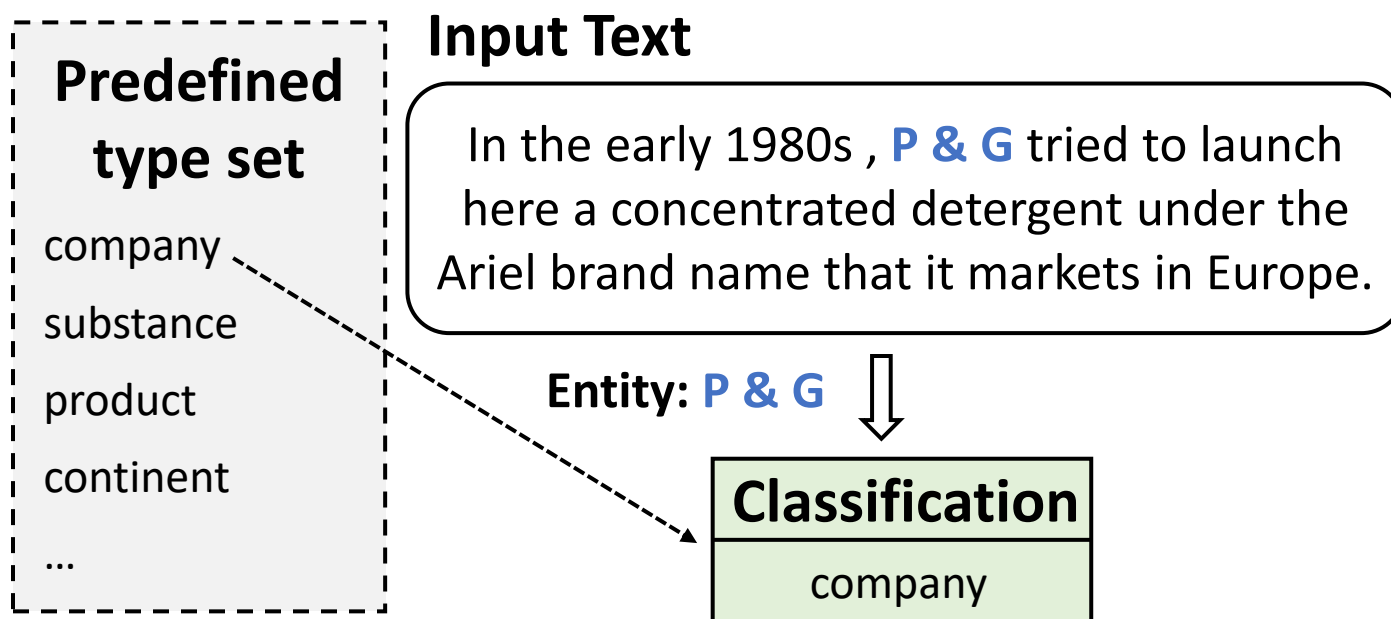 Predefined
type set
company
substance
product
continent
...
Input Text
In the early 1980s , P & G tried to launch
here a concentrated detergent under the
Ariel brand name that it markets in Europe.
Entity: P & G
Classification
company